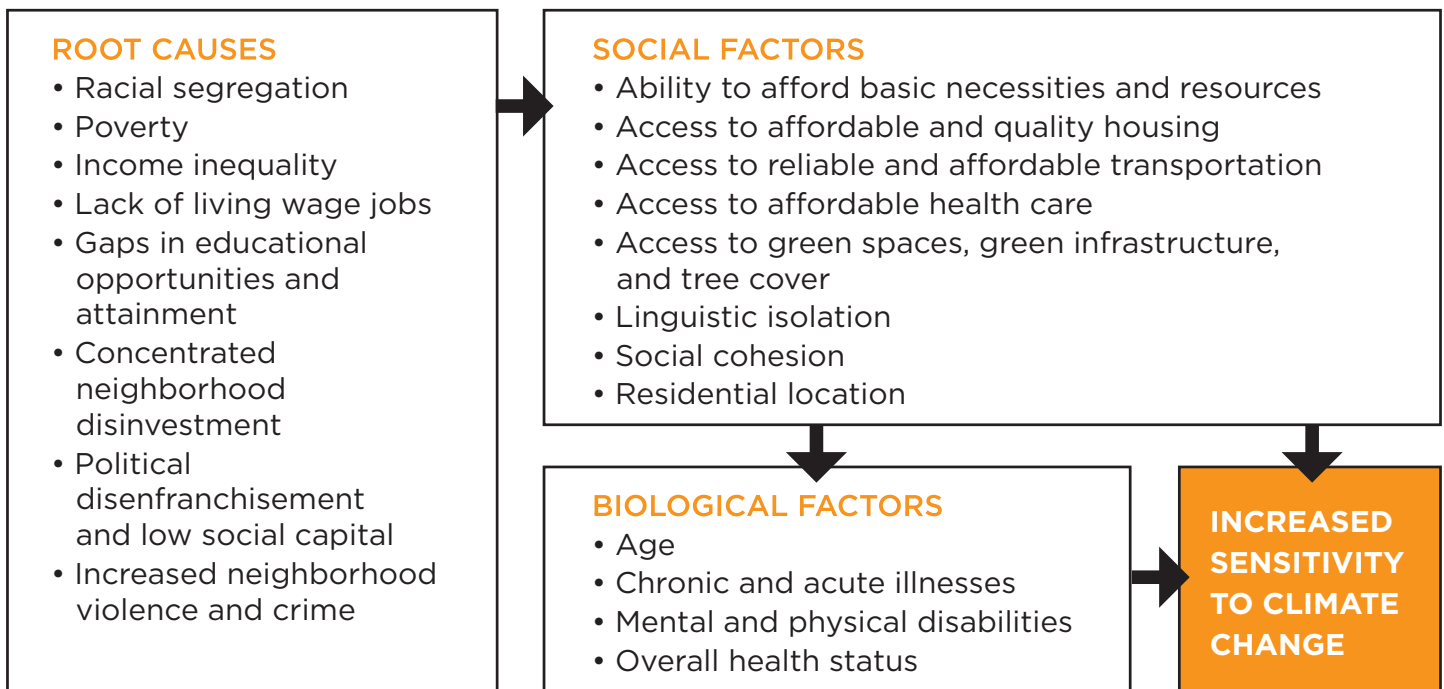 ROOT CAUSES
• Racial segregation
• Poverty
• Income inequality
• Lack of living wage jobs
• Gaps in educational
opportunities and
attainment
• Concentrated
neighborhood
disinvestment
• Political
disenfranchisement
and low social capital
• Increased neighborhood
violence and crime
SOCIAL FACTORS
• Ability to afford basic necessities and resources
• Access to affordable and quality housing
• Access to reliable and affordable transportation
• Access to affordable health care
• Access to green spaces, green infrastructure,
and tree cover
• Linguistic isolation
• Social cohesion
• Residential location
BIOLOGICAL FACTORS
• Age
• Chronic and acute illnesses
• Mental and physical disabilities
• Overall health status
INCREASED
SENSITIVITY
TO CLIMATE
CHANGE